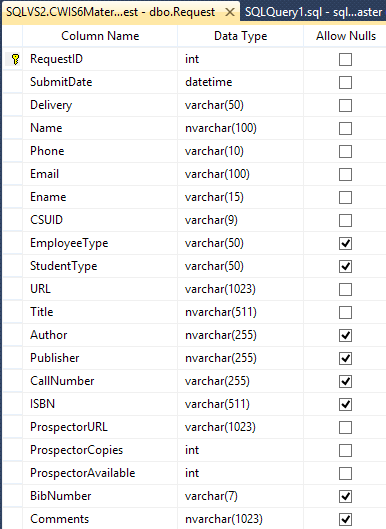 SQLVS2.CWIS6Mater...est - dbo.Request SQLQuery1.sql - sql...aster
Column Name Data Type Allow Nulls
RequestID int
SubmitDate datetime
Delivery varchar(50)
Name nvarchar(100)
Phone varchar(10)
Email varchar(100)
Ename varchar(15)
CSUID varchar(9)
EmployeeType varchar(50)
StudentType varchar(50)
URL varchar(1023)
Title nvarchar(511)
Author nvarchar(255)
Publisher nvarchar(255)
CallNumber varchar(255)
ISBN varchar(511)
ProspectorURL varchar(1023)
ProspectorCopies int
ProspectorAvailable int
BibNumber varchar(7)
Comments nvarchar(1023)